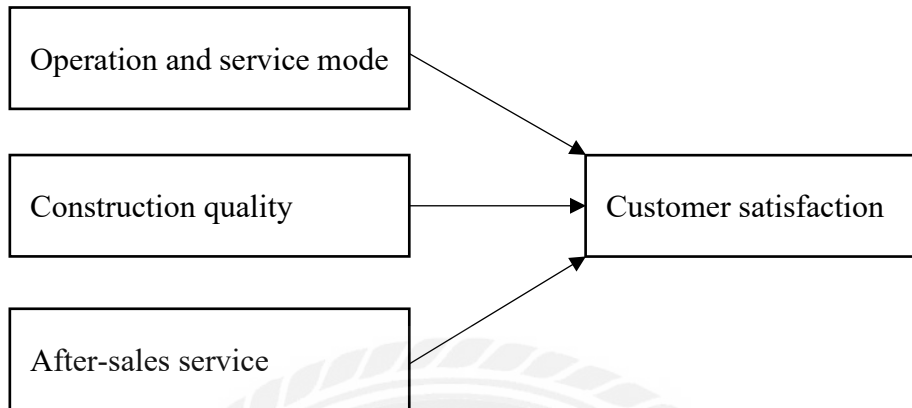 Operation and service mode
Construction quality
Customer satisfaction
After-sales service